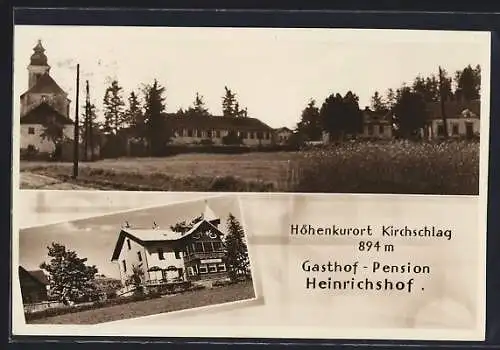 Höhenkurort Kirchschlag
894 m
Gasthof - Pension
Heinrichshof .